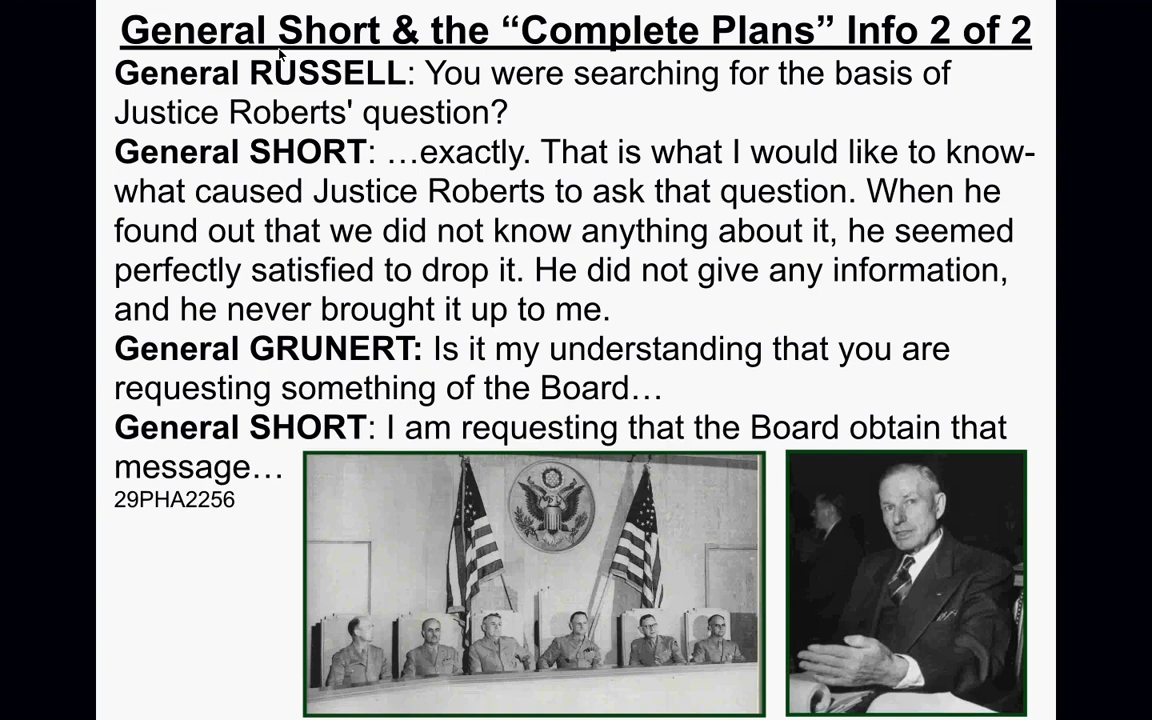 General Short & the “Complete Plans” Info 2 of 2
General RUSSELL: You were searching for the basis of
Justice Roberts' question?
General SHORT: …exactly. That is what I would like to know-
what caused Justice Roberts to ask that question. When he
found out that we did not know anything about it, he seemed
perfectly satisfied to drop it. He did not give any information,
and he never brought it up to me.
General GRUNERT: Is it my understanding that you are
requesting something of the Board…
General SHORT: I am requesting that the Board obtain that
message…
29PHA2256